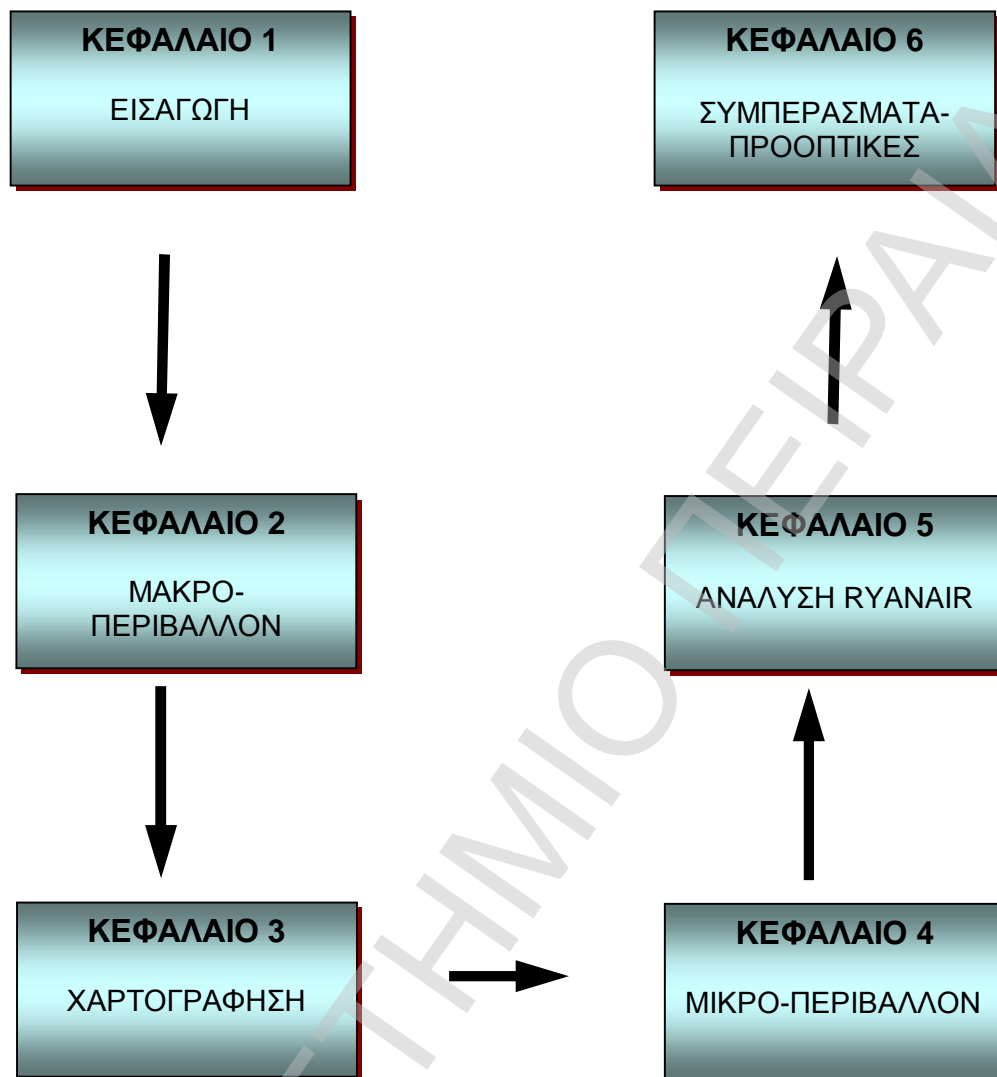 ΚΕΦΑΛΑΙΟ 1
ΕΙΣΑΓΩΓΗ
ΚΕΦΑΛΑΙΟ 2
ΜΑΚΡΟ-
ΠΕΡΙΒΑΛΛΟΝ
ΚΕΦΑΛΑΙΟ 3
ΧΑΡΤΟΓΡΑΦΗΣΗ
ΚΕΦΑΛΑΙΟ 4
ΜΙΚΡΟ-ΠΕΡΙΒΑΛΛΟΝ
ΚΕΦΑΛΑΙΟ 5
ΑΝΑΛΥΣΗ RYANAIR
ΚΕΦΑΛΑΙΟ 6
ΣΥΜΠΕΡΑΣΜΑΤΑ-
ΠΡΟΟΠΤΙΚΕΣ